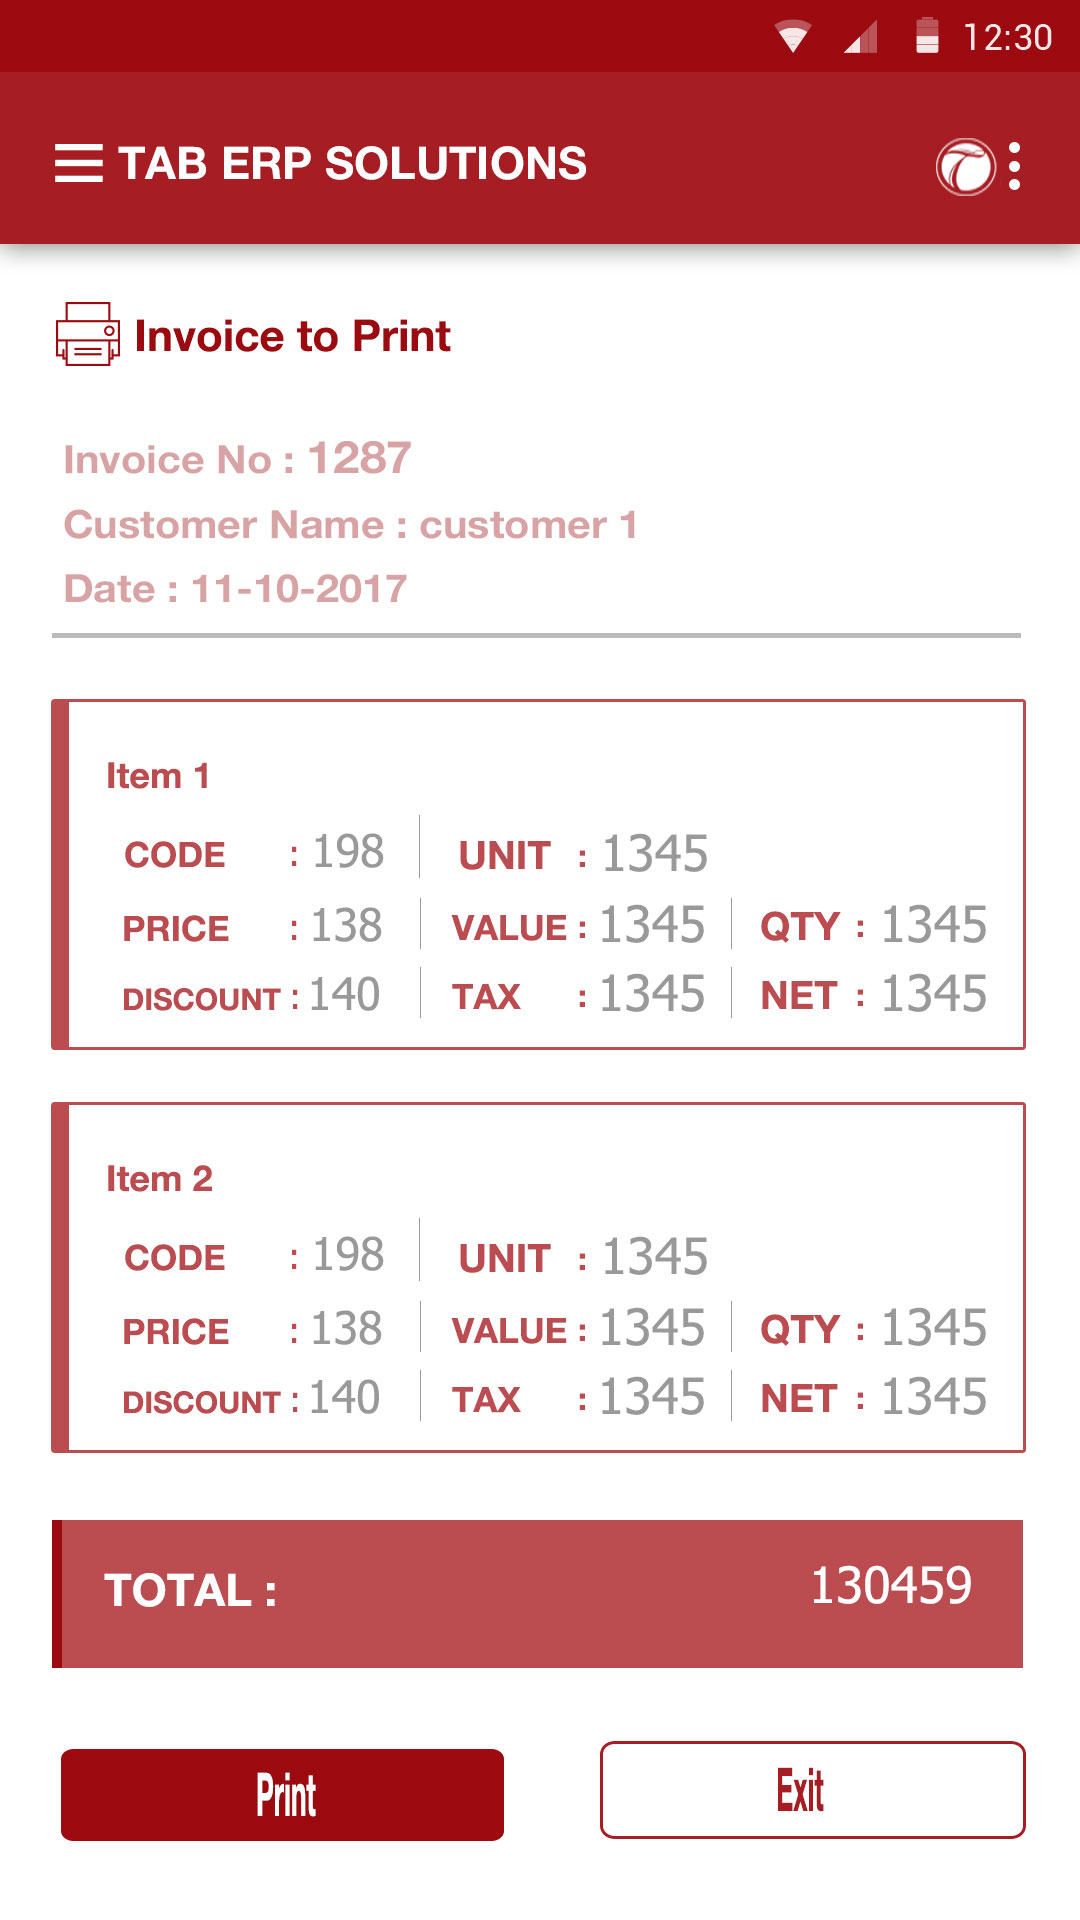 12:30
TAB ERP SOLUTIONS
Invoice to Print
Invoice No : 1287
Customer Name : customer 1
Date : 11-10-2017
Item 1
CODE : 198 UNIT : 1345
PRICE : 138 VALUE : 1345 QTY : 1345
DISCOUNT : 140 TAX : 1345 NET : 1345
Item 2
CODE : 198 UNIT : 1345
PRICE : 138 VALUE : 1345 QTY : 1345
DISCOUNT : 140 TAX : 1345 NET : 1345
TOTAL : 130459
Print Exit